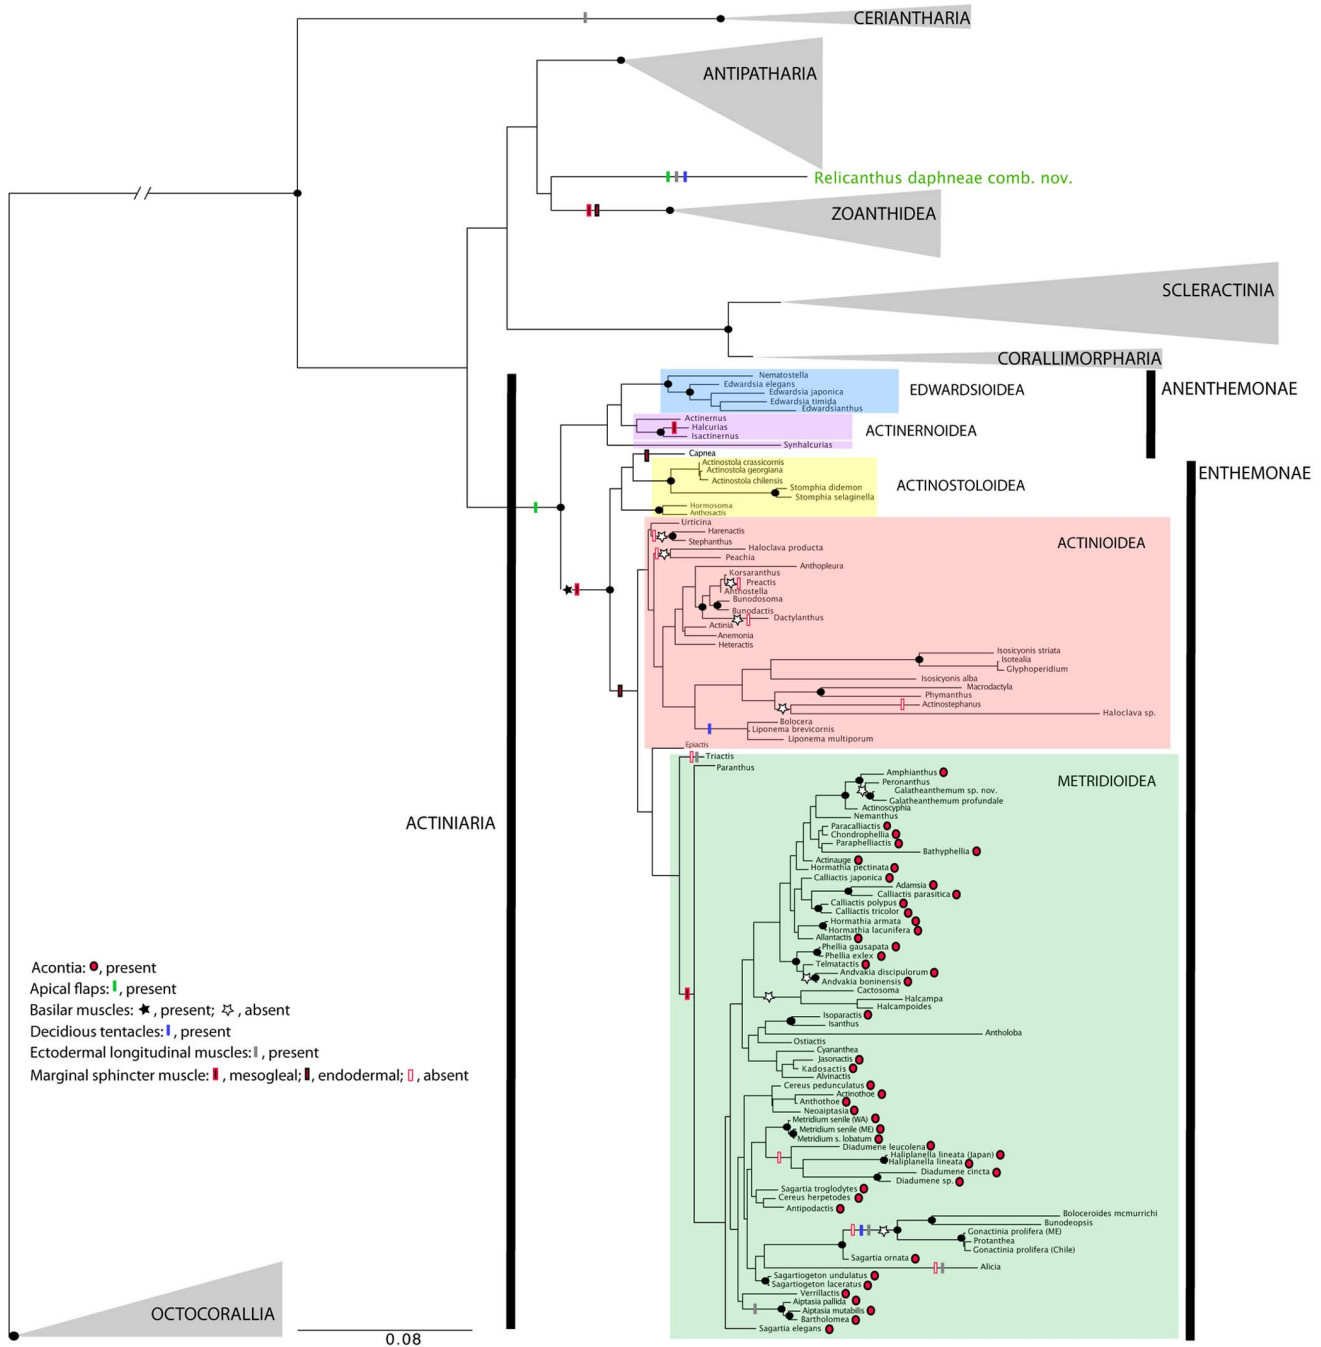 CERIANTHARIA
ANTIPATHARIA
Relicanthus daphneae comb. nov.
ZOANTHIDEA
SCLERACTINIA
CORALLIMORPHARIA
Nematostella
Edwardsia elegans
Edwardsia japonica
Edwardsia timida
Edwardsianthus
EDWARDSIOIDEA
ANENTHEMONAE
Actinernus
Halcurias
Isactinernus
ACTINERNOIDEA
Synhalcurias
Capnea
Actinostola crassicornis
Actinostola georgiana
Actinostola chilensis
Stomphia didemon
Stomphia selaginella
ACTINOSTOLOIDEA
ENTHEMONAE
Hormosoma
Anthosactis
Urticina
Harenactis
Stephanthus
ACTINIOIDEA
Haloclava producta
Peachia
Anthopleura
Korsaranthus
Preactis
Anthostella
Bunodosoma
Bunodactis
Dactylanthus
Actinia
Anemonia
Heteractis
Isosicyonis striata
Isotealia
Glyphoperidium
Isosicyonis alba
Macrodactyla
Phymanthus
Actinostephanus
Haloclava sp.
Bolocera
Liponema brevicornis
Liponema multiporum
Epiactis
Triactis
Paranthus
METRIDIOIDEA
ACTINIARIA
Amphianthus
Peronanthus
Galatheanthemum sp. nov.
Galatheanthemum profundale
Actinoscyphia
Nemanthus
Paracalliactis
Chondrophellia
Paraphelliactis
Bathyphellia
Actinauge
Hormathia pectinata
Calliactis japonica
Adamsia
Calliactis parasitica
Calliactis polypus
Calliactis tricolor
Hormathia armata
Hormathia lacunifera
Allantactis
Phellia gausapata
Phellia exlex
Telmatactis
Andvakia discipulorum
Andvakia boninensis
Cactosoma
Halcampa
Halcampoides
Isoparactis
Isanthus
Antholoba
Ostiactis
Cyananthea
Jasonactis
Kadosactis
Alvinactis
Cereus pedunculatus
Actinothoe
Anthothoe
Neoaiptasia
Metridium senile (WA)
Metridium senile (ME)
Metridium s. lobatum
Diadumene leucolena
Haliplanella lineata (Japan)
Haliplanella lineata
Diadumene cincta
Diadumene sp.
Sagartia troglodytes
Cereus herpetodes
Antipodactis
Boloceroides mcmurrichi
Bunodeopsis
Gonactinia prolifera (ME)
Protanthea
Gonactinia prolifera (Chile)
Sagartia ornata
Alicia
Sagartiogeton undulatus
Sagartiogeton laceratus
Verrillactis
Aiptasia pallida
Aiptasia mutabilis
Bartholomea
Sagartia elegans
Acontia: , present
Apical flaps: , present
Basilar muscles: , present; , absent
Decidious tentacles: , present
Ectodermal longitudinal muscles: , present
Marginal sphincter muscle: , mesogleal; , endodermal; , absent
OCTOCORALLIA
0.08